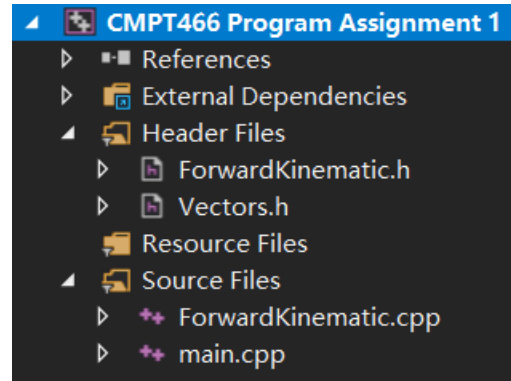 CMPT466 Program Assignment 1
References
External Dependencies
Header Files
ForwardKinematic.h
Vectors.h
Resource Files
Source Files
ForwardKinematic.cpp
main.cpp